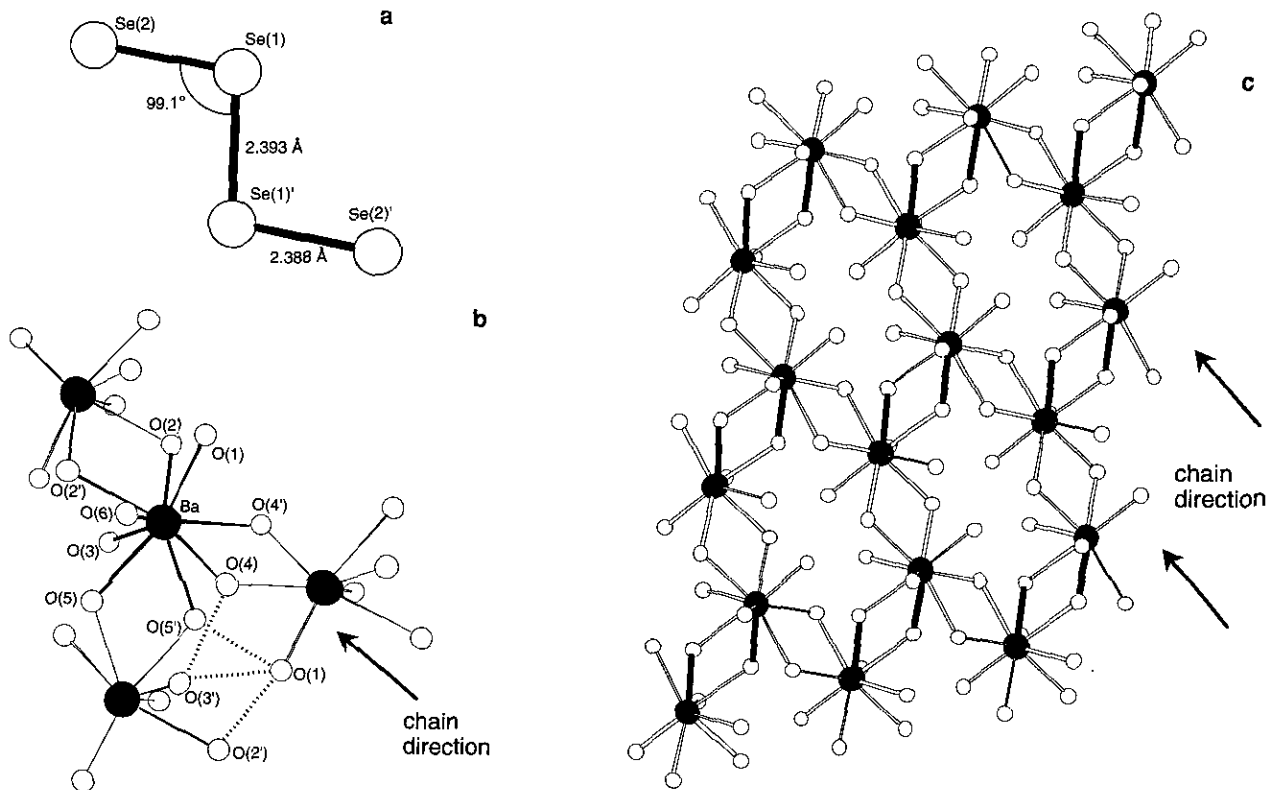 a
Se(2)
Se(1)
99.1°
2.393 Å
Se(1)'
Se(2)'
2.388 Å
b
O(2)
O(1)
O(2')
O(6)
Ba
O(4')
O(3)
O(4)
O(5)
O(5')
O(3')
O(1)
O(2')
chain
direction
c
chain
direction